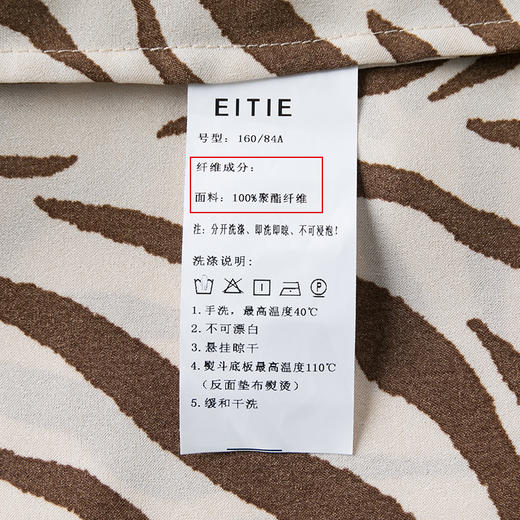 EITIE
号型：160/84A
纤维成分：
面料：100%聚酯纤维
注：分开洗涤、即洗即晾、不可浸泡！
洗涤说明：
P
1.手洗，最高温度40℃
2.不可漂白
3.悬挂晾干
4.熨斗底板最高温度110℃
（反面垫布熨烫）
5.缓和干洗